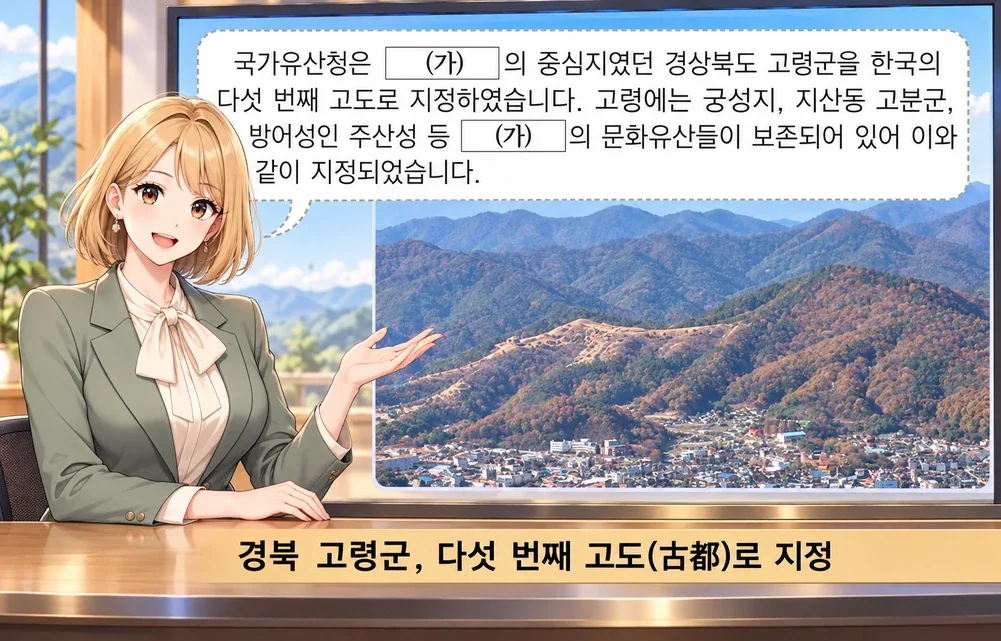 국가유산청은 (가) 의 중심지였던 경상북도 고령군을 한국의
다섯 번째 고도로 지정하였습니다. 고령에는 궁성지, 지산동 고분군,
방어성인 주산성 등 (가) 의 문화유산들이 보존되어 있어 이와
같이 지정되었습니다.
경북 고령군, 다섯 번째 고도(古都)로 지정